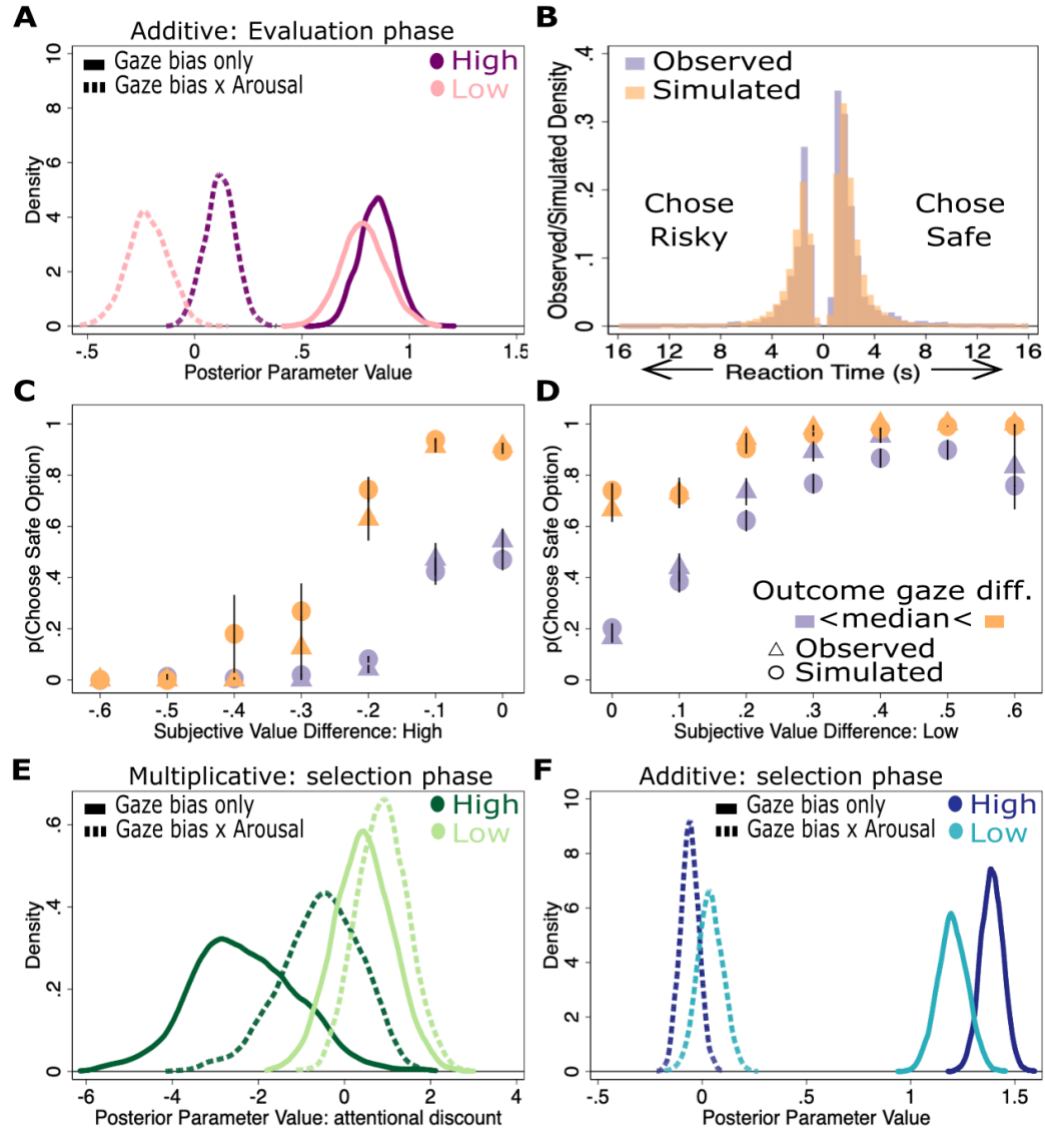 A
Additive: Evaluation phase
Gaze bias only
Gaze bias x Arousal
High
Low
10
8
6
4
2
0
Density
-.5
0
.5
1
1.5
Posterior Parameter Value
B
Observed
Simulated
.4
.3
.2
.1
0
Observed/Simulated Density
Chose
Risky
Chose
Safe
16
12
8
4
0
4
8
12
16
Reaction Time (s)
C
1
.8
.6
.4
.2
0
p(Choose Safe Option)
-.6
-.5
-.4
-.3
-.2
-.1
0
Subjective Value Difference: High
D
1
.8
.6
.4
.2
0
p(Choose Safe Option)
Outcome gaze diff.
<median<
Observed
Simulated
0
.1
.2
.3
.4
.5
.6
Subjective Value Difference: Low
E
Multiplicative: selection phase
Gaze bias only
Gaze bias x Arousal
High
Low
.6
.4
.2
0
Density
-6
-4
-2
0
2
4
Posterior Parameter Value: attentional discount
F
Additive: selection phase
Gaze bias only
Gaze bias x Arousal
High
Low
10
8
6
4
2
0
Density
-.5
0
1
1.5
Posterior Parameter Value